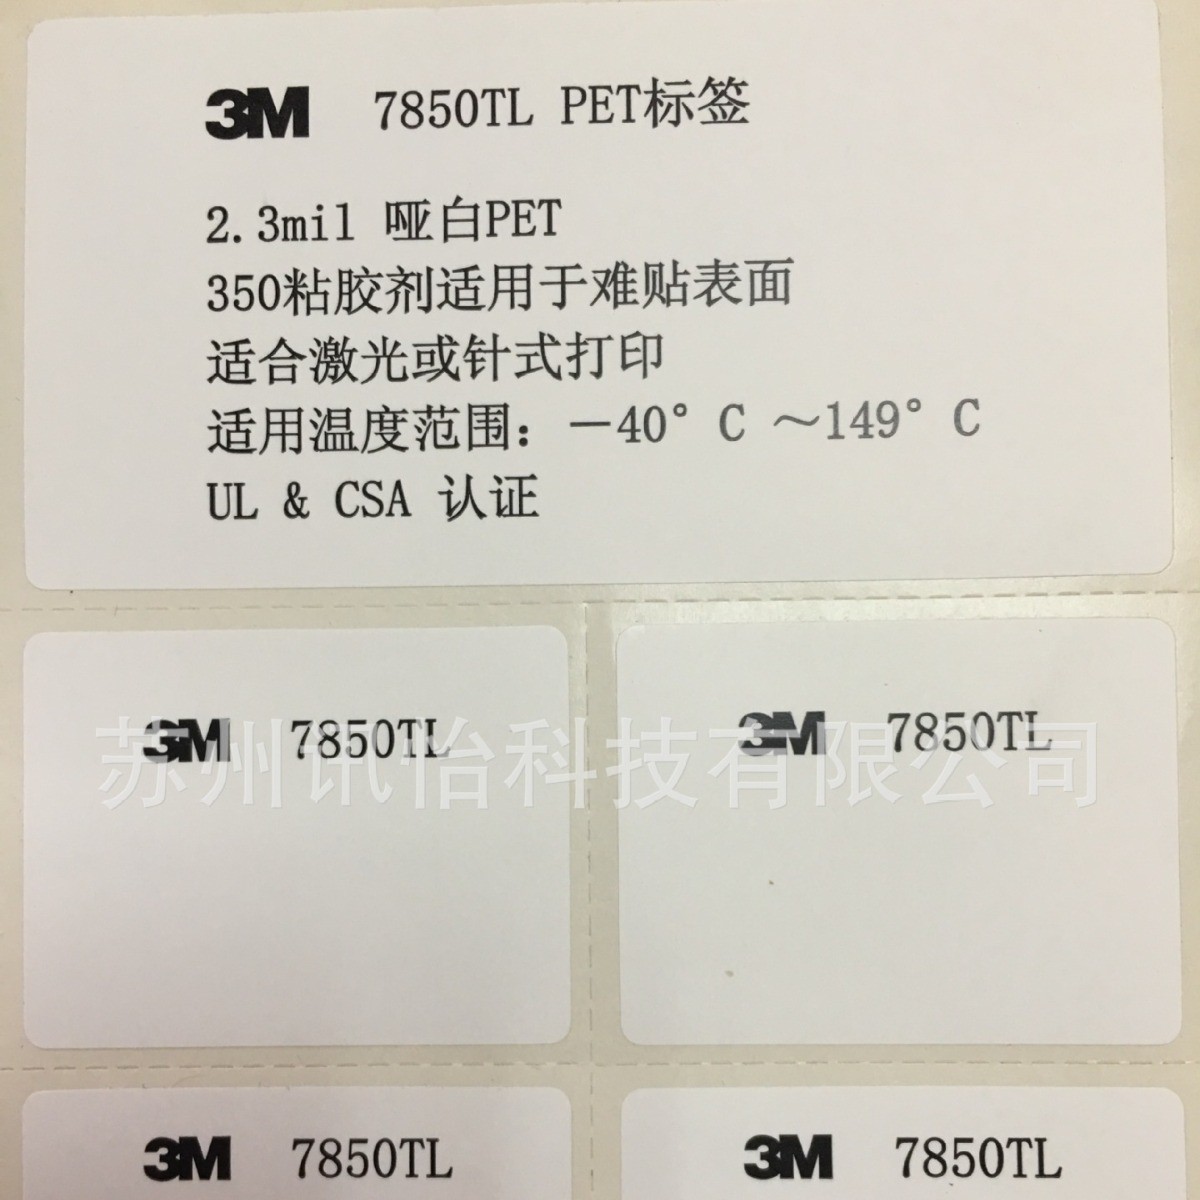 3M 7850TL PET标签
2.3mil 哑白PET
350粘胶剂适用于难贴表面
适合激光或针式打印
适用温度范围：－40°C～149°C
UL & CSA 认证
3M 7850TL
3M 7850TL
苏州讯怡科技有限公司
3M 7850TL
3M 7850TL